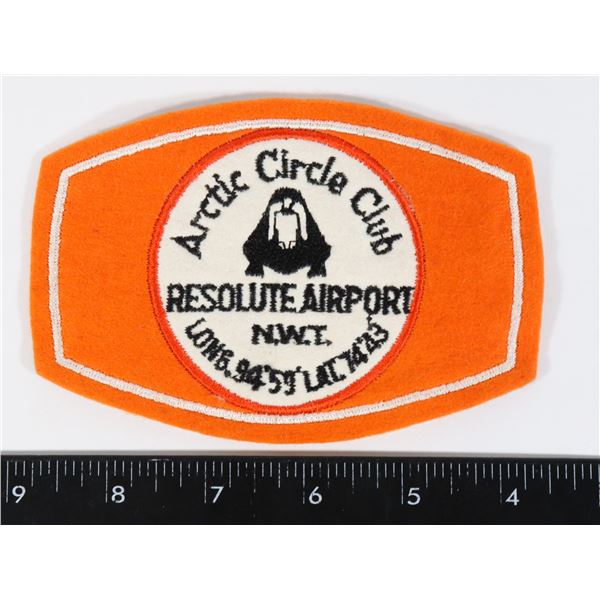 Arctic Circle Club
RESOLUTE AIRPORT
N.W.T.
LONG. 94°59' LAT. 74°43'
9 8 7 6 5 4